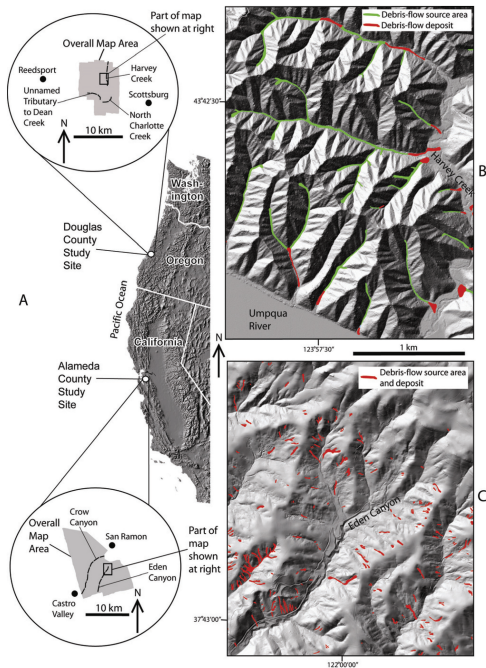 Part of map
shown at right
Overall Map Area
Reedsport
Harvey
Creek
Scottsburg
Unnamed
Tributary
to Dean
Creek
N
10 km
North
Charlotte
Creek
A
Wash-
ington
Douglas
County
Study
Site
Oregon
Pacific Ocean
California
Alameda
County
Study
Site
Overall
Map
Area
Crow
Canyon
San Ramon
Eden
Canyon
Part of
map
shown
at right
Castro
Valley
10 km
N
Debris-flow source area
Debris-flow deposit
43°42'30"
Harvey Creek
B
Umpqua
River
123°57'30"
N
1 km
Debris-flow source area
and deposit
Eden Canyon
C
37°43'00"
122°00'00"